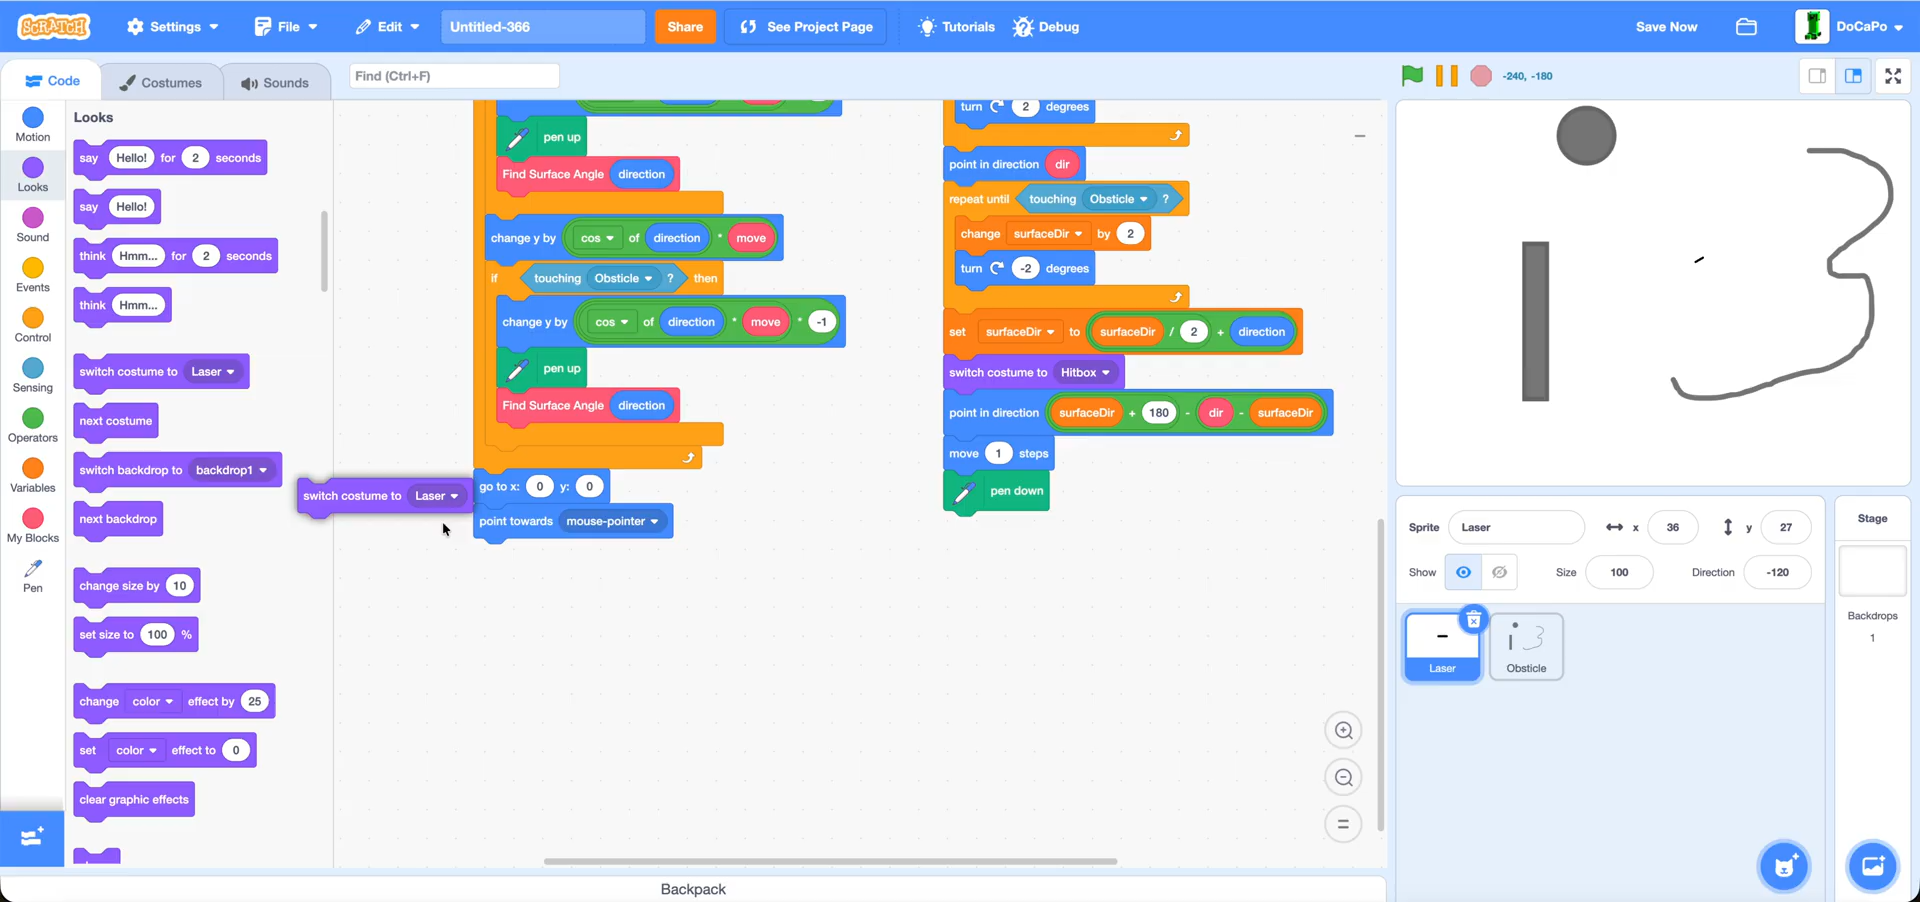 SCRATCH Settings File Edit Untitled-366 Share See Project Page Tutorials Debug Save Now DoCaPo
Code Costumes Sounds Find (Ctrl+F) -240, -180
Motion
Looks
Sound
Events
Control
Sensing
Operators
Variables
My Blocks
Pen
Looks
say Hello! for 2 seconds
say Hello!
think Hmm... for 2 seconds
think Hmm...
switch costume to Laser
next costume
switch backdrop to backdrop1
next backdrop
change size by 10
set size to 100 %
change color effect by 25
set color effect to 0
clear graphic effects
pen up
Find Surface Angle direction
change y by cos of direction * move
if touching Obsticle ? then
change y by cos of direction * move * -1
pen up
Find Surface Angle direction
switch costume to Laser
go to x: 0 y: 0
point towards mouse-pointer
turn 2 degrees
point in direction dir
repeat until touching Obsticle ?
change surfaceDir by 2
turn -2 degrees
set surfaceDir to surfaceDir / 2 + direction
switch costume to Hitbox
point in direction surfaceDir + 180 - dir - surfaceDir
move 1 steps
pen down
Sprite Laser x 36 y 27
Show Size 100 Direction -120
Laser
Obsticle
Stage
Backdrops
1
Backpack